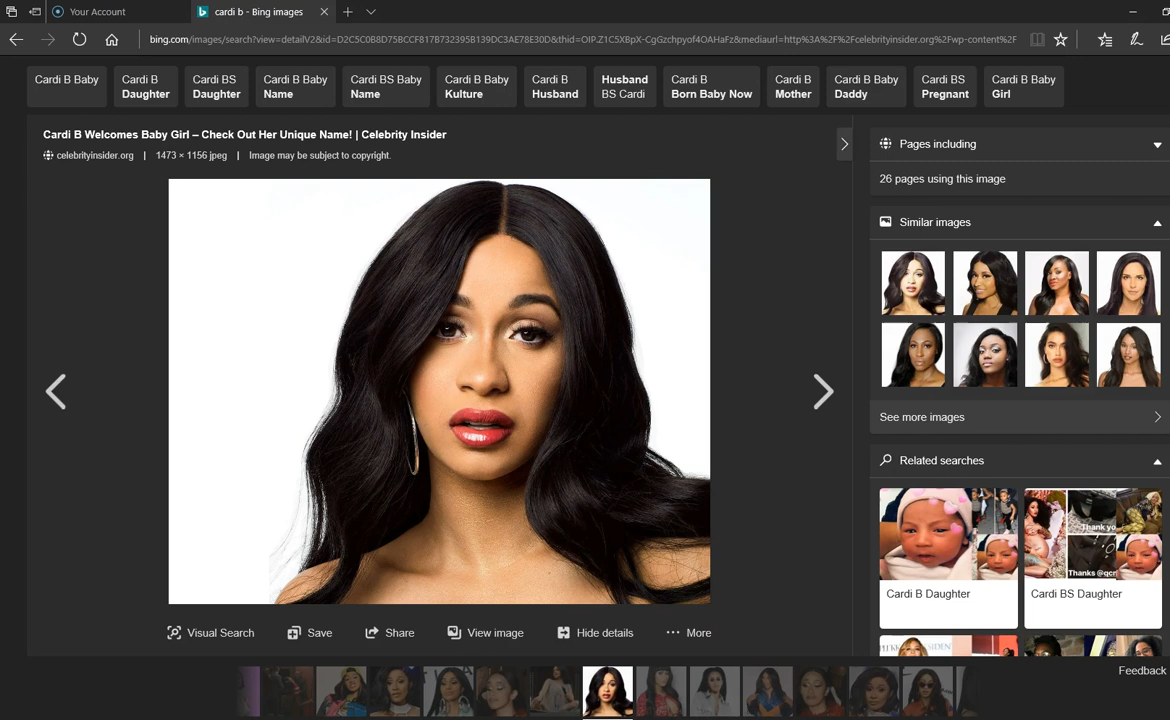 Your Account
cardi b - Bing images
bing.com/images/search?view=detailV2&id=D2C5C0B8D75BCCF817B732395B139DC3AE78E30D&thid=OIP.Z1C5XBpX-CgGzchpyof4OAHaFz&mediaurl=http%3A%2F%2Fcelebrityinsider.org%2Fwp-content%2F
Cardi B Baby
Cardi B
Daughter
Cardi BS
Daughter
Cardi B Baby
Name
Cardi BS Baby
Name
Cardi B Baby
Kulture
Cardi B
Husband
Husband
BS Cardi
Cardi B
Born Baby Now
Cardi B
Mother
Cardi B Baby
Daddy
Cardi BS
Pregnant
Cardi B Baby
Girl
Cardi B Welcomes Baby Girl – Check Out Her Unique Name! | Celebrity Insider
celebrityinsider.org | 1473 × 1156 jpeg | Image may be subject to copyright.
Visual Search
Save
Share
View image
Hide details
More
Pages including
26 pages using this image
Similar images
See more images
Related searches
Thank yo
Thanks @qcr
Cardi B Daughter
Cardi BS Daughter
Feedback